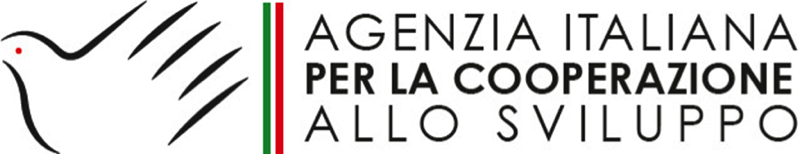 AGENZIA ITALIANA
PER LA COOPERAZIONE
ALLO SVILUPPO